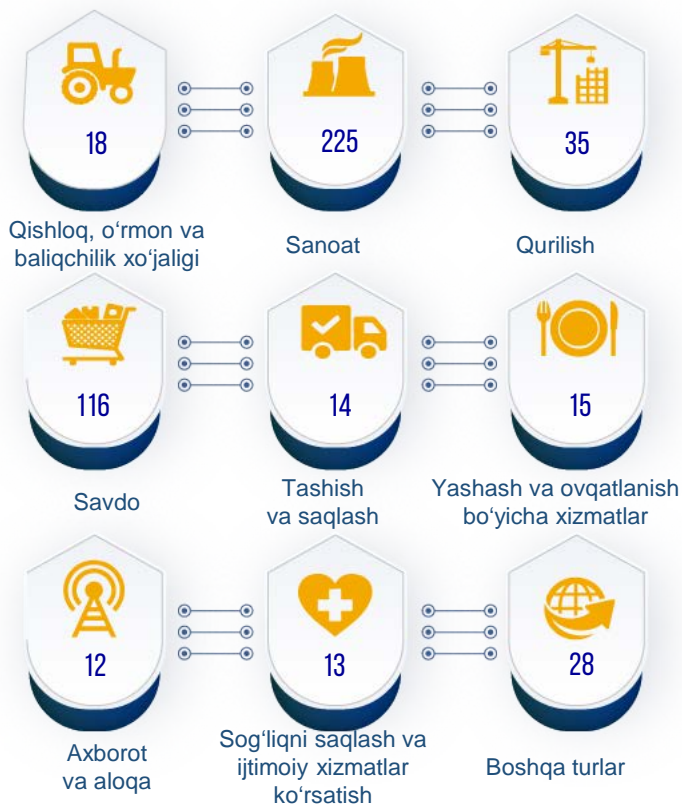 18
225
35
Qishloq, o‘rmon va
baliqchilik xo‘jaligi
Sanoat
Qurilish
116
14
15
Savdo
Tashish
va saqlash
Yashash va ovqatlanish
bo‘yicha xizmatlar
12
13
28
Axborot
va aloqa
Sog‘liqni saqlash va
ijtimoiy xizmatlar
ko‘rsatish
Boshqa turlar